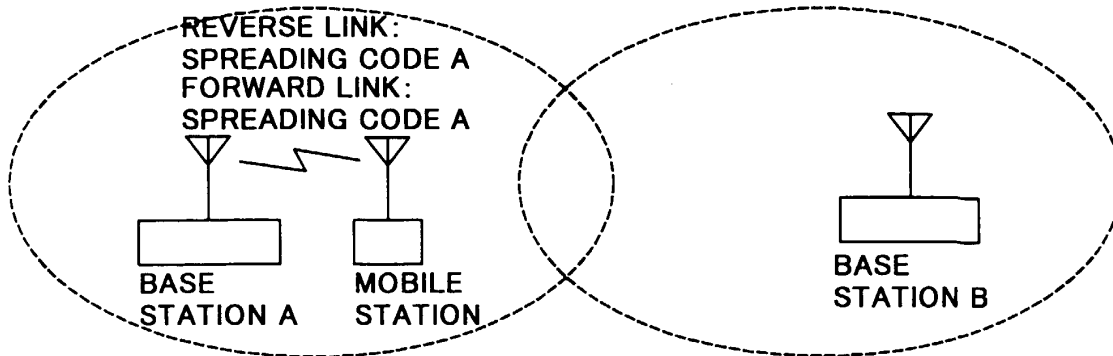 REVERSE LINK:
SPREADING CODE A
FORWARD LINK:
SPREADING CODE A
BASE
STATION A
MOBILE
STATION
BASE
STATION B